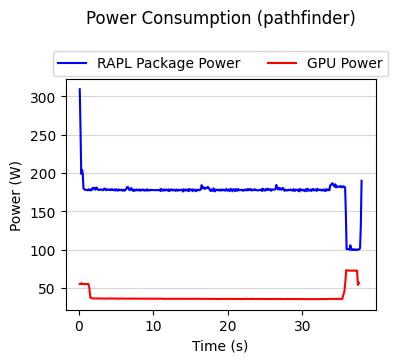 Power Consumption (pathfinder)
RAPL Package Power
GPU Power
300
250
200
150
100
50
Power (W)
0
10
20
30
Time (s)